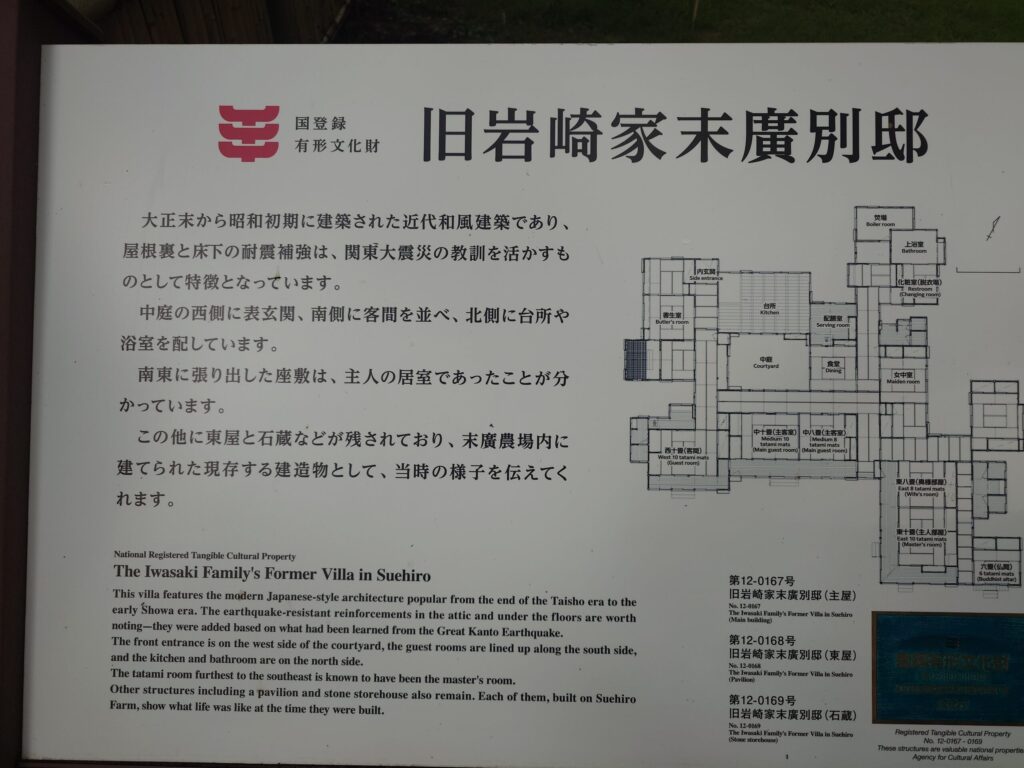 国登録
有形文化財
旧岩崎家末廣別邸
大正末から昭和初期に建築された近代和風建築であり、
屋根裏と床下の耐震補強は、関東大震災の教訓を活かすも
のとして特徴となっています。
中庭の西側に表玄関、南側に客間を並べ、北側に台所や
浴室を配しています。
南東に張り出した座敷は、主人の居室であったことが分
かっています。
この他に東屋と石蔵などが残されており、末廣農場内に
建てられた現存する建造物として、当時の様子を伝えてく
れます。
National Registered Tangible Cultural Property
The Iwasaki Family's Former Villa in Suehiro
This villa features the modern Japanese-style architecture popular from the end of the Taisho era to the
early Showa era. The earthquake-resistant reinforcements in the attic and under the floors are worth
noting—they were added based on what had been learned from the Great Kanto Earthquake.
The front entrance is on the west side of the courtyard, the guest rooms are lined up along the south side,
and the kitchen and bathroom are on the north side.
The tatami room furthest to the southeast is known to have been the master's room.
Other structures including a pavilion and stone storehouse also remain. Each of them, built on Suehiro
Farm, show what life was like at the time they were built.
焚場
Boiler room
上浴室
Bathroom
内玄関
Side entrance
化粧室(脱衣場)
Restroom
(Changing room)
台所
Kitchen
書生室
Butler's room
配膳室
Serving room
中庭
Courtyard
食堂
Dining
女中室
Maiden room
中十畳(主客室)
Medium 10
tatami mats
(Main guest room)
中八畳(主客室)
Medium 8
tatami mats
(Main guest room)
西十畳(客間)
West 10 tatami mats
(Guest room)
東八畳(奥様部屋)
East 8 tatami mats
(Wife's room)
東十畳(主人部屋)
East 10 tatami mats
(Master's room)
六畳(仏間)
6 tatami mats
(Buddhist altar)
第12-0167号
旧岩崎家末廣別邸(主屋)
No. 12-0167
The Iwasaki Family's Former Villa in Suehiro
(Main building)
第12-0168号
旧岩崎家末廣別邸(東屋)
No. 12-0168
The Iwasaki Family's Former Villa in Suehiro
(Pavilion)
第12-0169号
旧岩崎家末廣別邸(石蔵)
No. 12-0169
The Iwasaki Family's Former Villa in Suehiro
(Stone storehouse)
Registered Tangible Cultural Property
No. 12-0167 - 0169
These structures are valuable national properties
Agency for Cultural Affairs